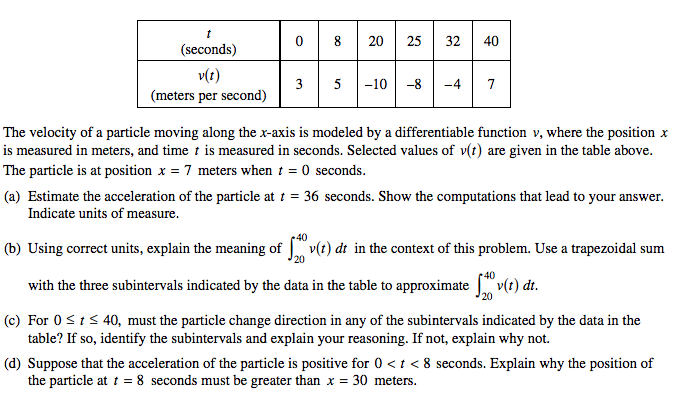 t
(seconds) 0 8 20 25 32 40
v(t)
(meters per second) 3 5 −10 −8 −4 7
The velocity of a particle moving along the x-axis is modeled by a differentiable function v, where the position x
is measured in meters, and time t is measured in seconds. Selected values of v(t) are given in the table above.
The particle is at position x = 7 meters when t = 0 seconds.
(a) Estimate the acceleration of the particle at t = 36 seconds. Show the computations that lead to your answer.
Indicate units of measure.
(b) Using correct units, explain the meaning of ∫₂₀⁴⁰ v(t) dt in the context of this problem. Use a trapezoidal sum
with the three subintervals indicated by the data in the table to approximate ∫₂₀⁴⁰ v(t) dt.
(c) For 0 ≤ t ≤ 40, must the particle change direction in any of the subintervals indicated by the data in the
table? If so, identify the subintervals and explain your reasoning. If not, explain why not.
(d) Suppose that the acceleration of the particle is positive for 0 < t < 8 seconds. Explain why the position of
the particle at t = 8 seconds must be greater than x = 30 meters.